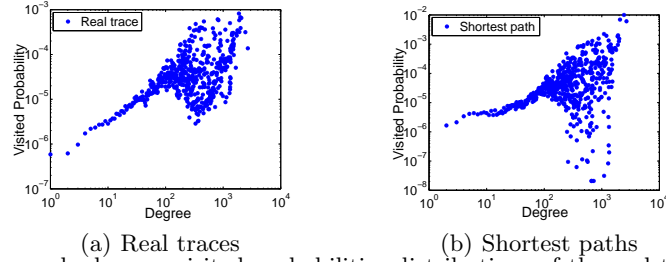 10^-3
10^-4
10^-5
10^-6
10^-7
Visited Probability
Real trace
10^0 10^1 10^2 10^3 10^4
Degree
(a) Real traces
10^-2
10^-3
10^-4
10^-5
10^-6
10^-7
10^-8
Visited Probability
Shortest path
10^0 10^1 10^2 10^3 10^4
Degree
(b) Shortest paths